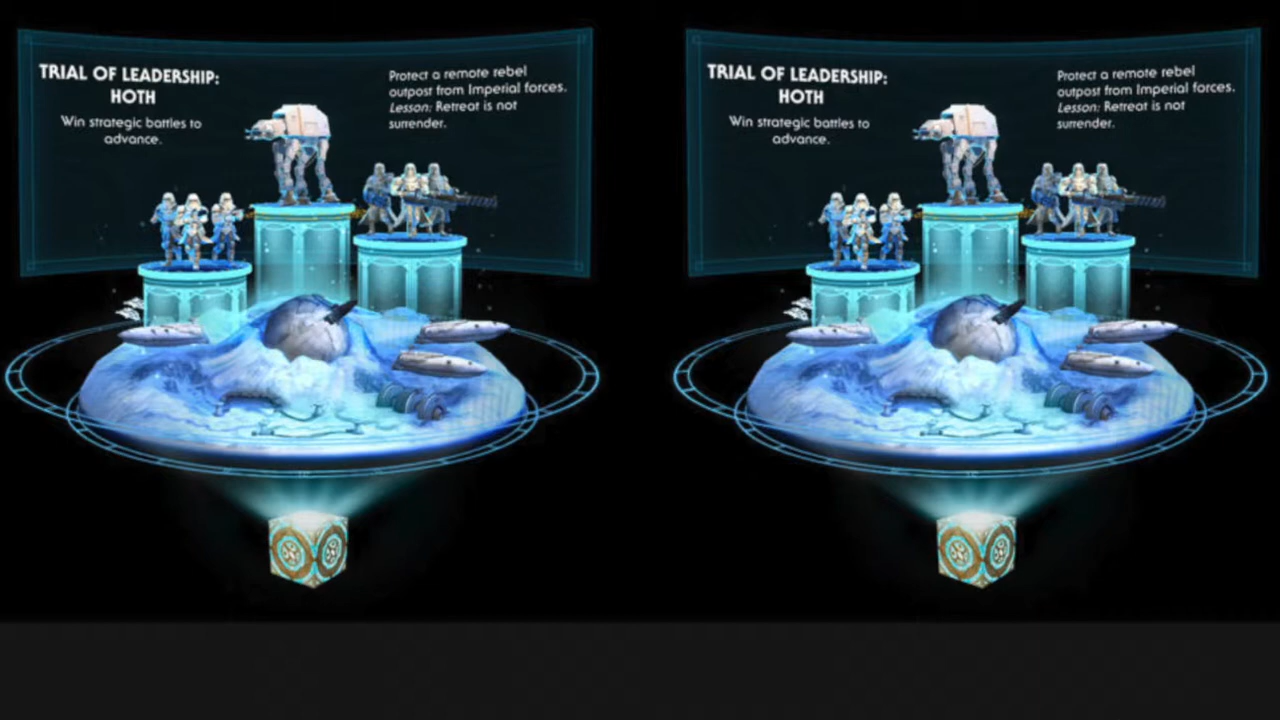 TRIAL OF LEADERSHIP:
HOTH
Win strategic battles to
advance.
Protect a remote rebel
outpost from Imperial forces.
Lesson: Retreat is not
surrender.
TRIAL OF LEADERSHIP:
HOTH
Win strategic battles to
advance.
Protect a remote rebel
outpost from Imperial forces.
Lesson: Retreat is not
surrender.